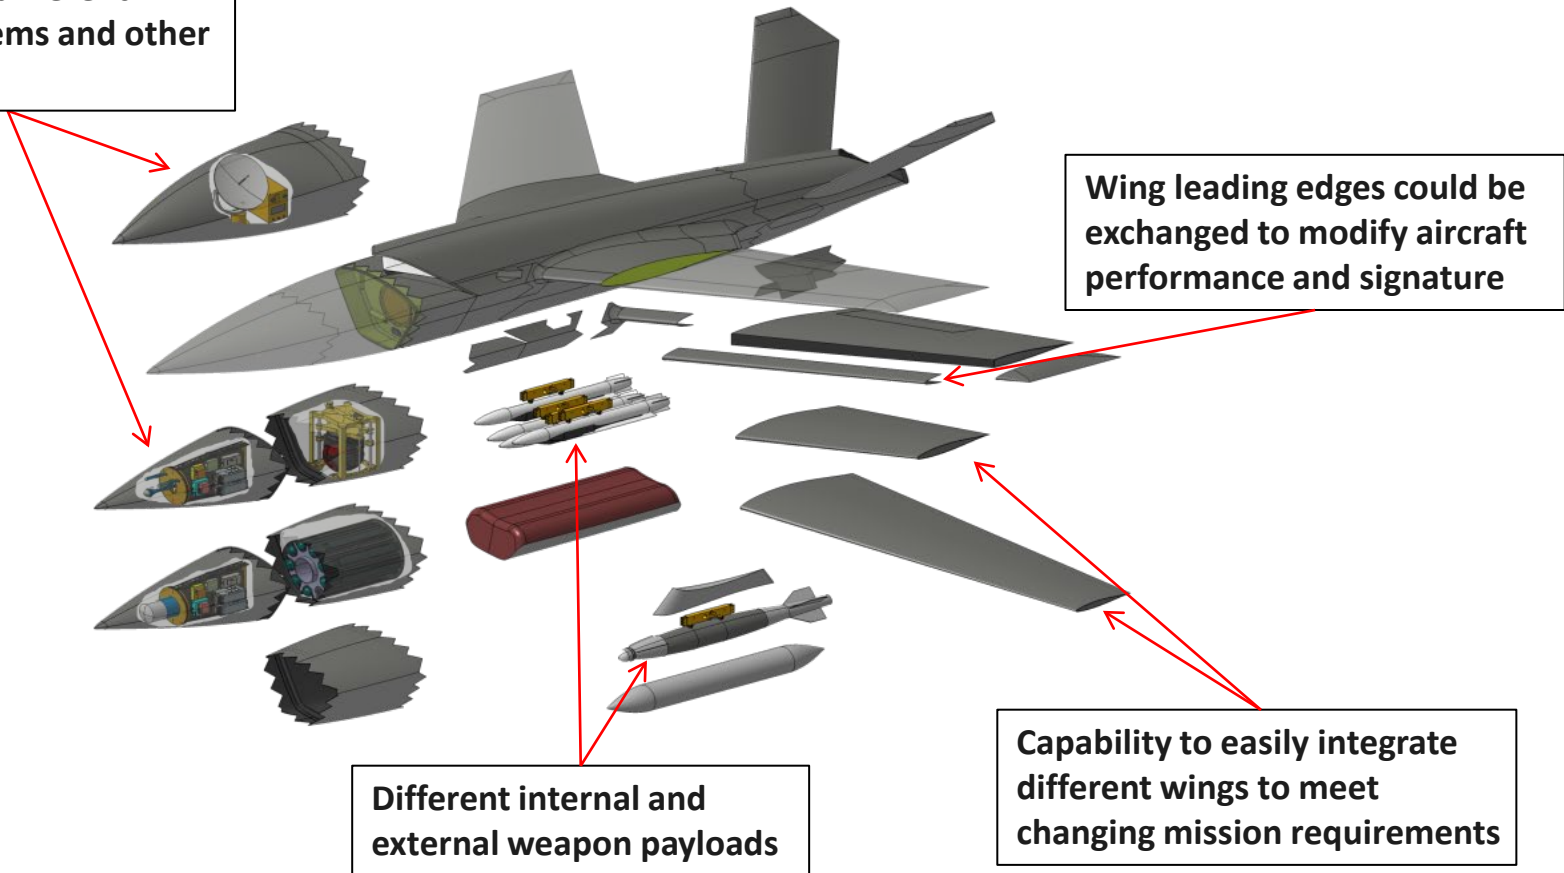 ems and other
Wing leading edges could be
exchanged to modify aircraft
performance and signature
Different internal and
external weapon payloads
Capability to easily integrate
different wings to meet
changing mission requirements